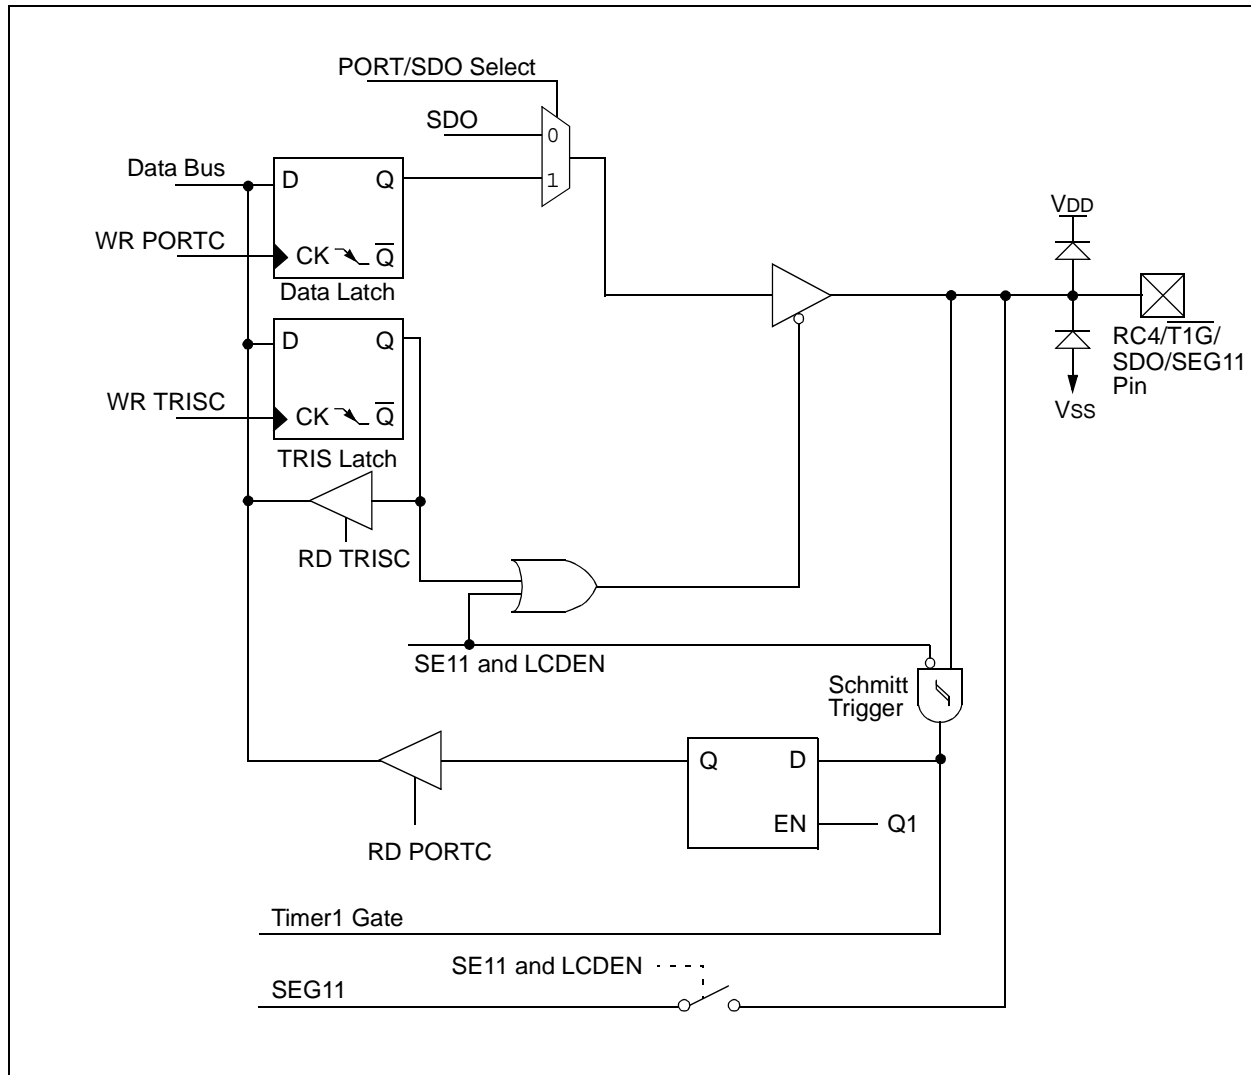 PORT/SDO Select
SDO
0
Data Bus
D
Q
1
WR PORTC
CK
Q̅
Data Latch
VDD
D
Q
RC4/T̅1̅G̅/
SDO/SEG11
Pin
WR TRISC
CK
Q̅
VSS
TRIS Latch
RD TRISC
SE11 and LCDEN
Schmitt
Trigger
Q
D
EN
Q1
RD PORTC
Timer1 Gate
SE11 and LCDEN
SEG11